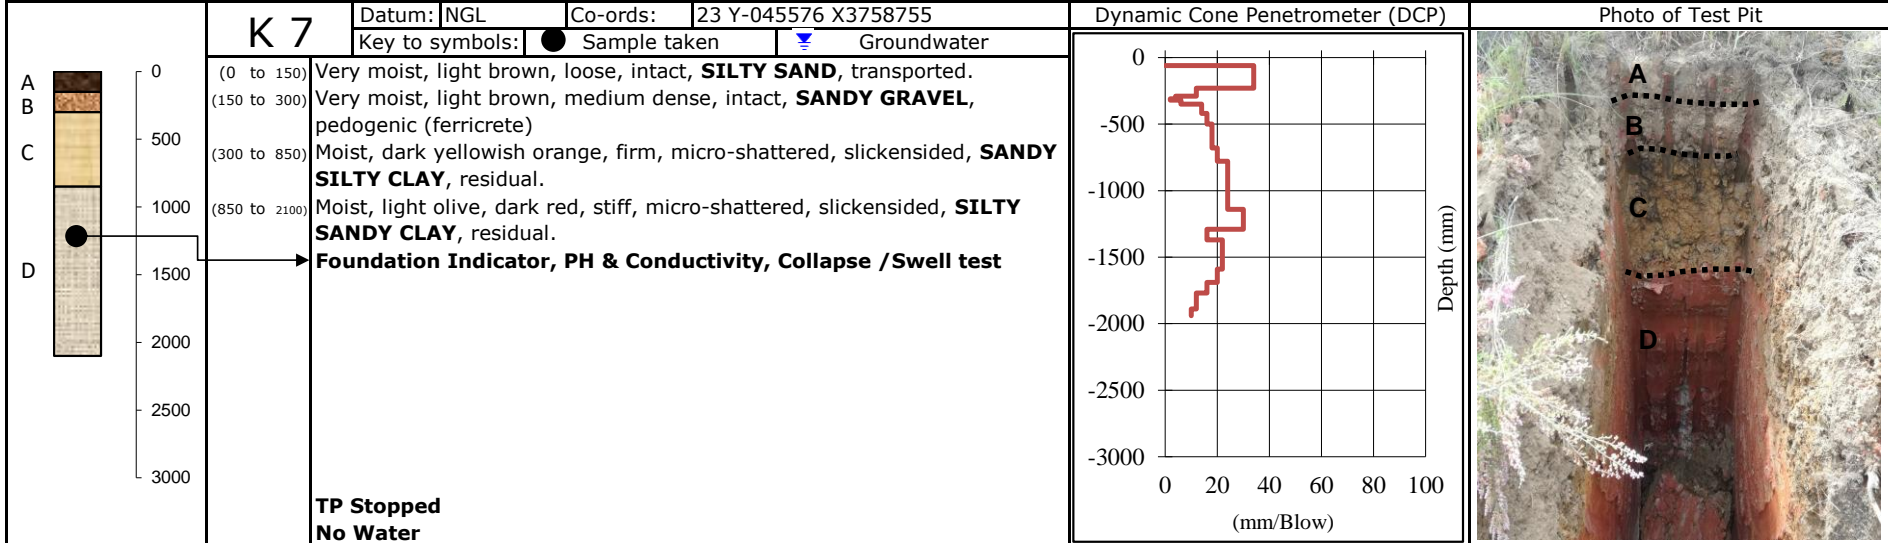 K 7
Datum: NGL Co-ords: 23 Y-045576 X3758755
Key to symbols: Sample taken Groundwater
Dynamic Cone Penetrometer (DCP)
Photo of Test Pit
A
B
C
D
0
500
1000
1500
2000
2500
3000
(0 to 150) Very moist, light brown, loose, intact, SILTY SAND, transported.
(150 to 300) Very moist, light brown, medium dense, intact, SANDY GRAVEL,
pedogenic (ferricrete)
(300 to 850) Moist, dark yellowish orange, firm, micro-shattered, slickensided, SANDY
SILTY CLAY, residual.
(850 to 2100) Moist, light olive, dark red, stiff, micro-shattered, slickensided, SILTY
SANDY CLAY, residual.
Foundation Indicator, PH & Conductivity, Collapse /Swell test
TP Stopped
No Water
0
-500
-1000
-1500
-2000
-2500
-3000
0 20 40 60 80 100
(mm/Blow)
Depth (mm)
A
B
C
D